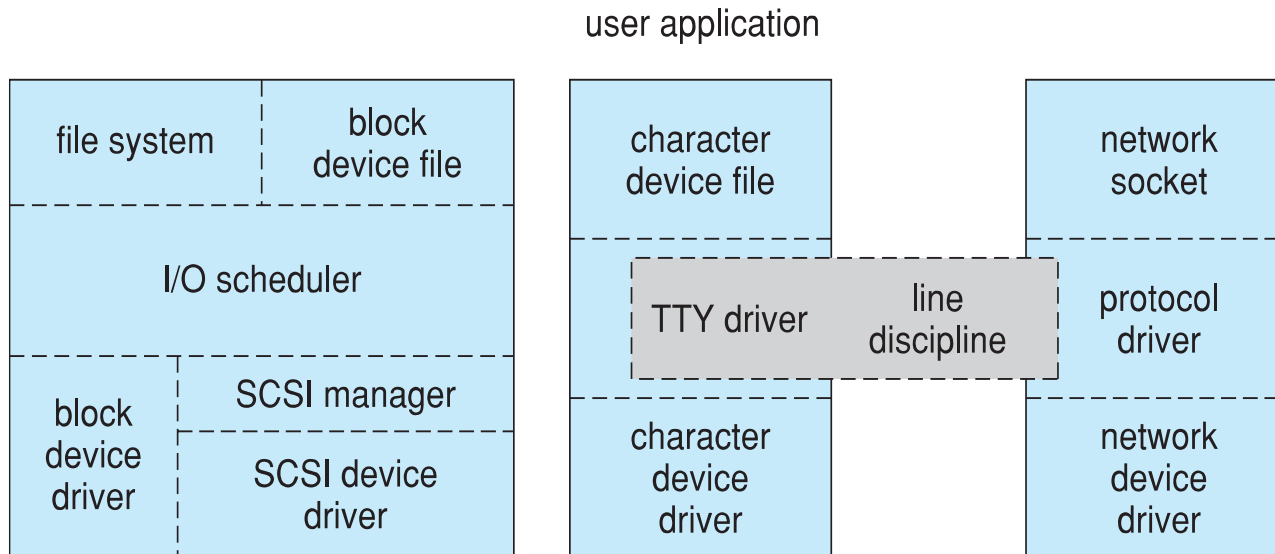 user application
file system
block
device file
I/O scheduler
block
device
driver
SCSI manager
SCSI device
driver
character
device file
TTY driver
line
discipline
character
device
driver
network
socket
protocol
driver
network
device
driver